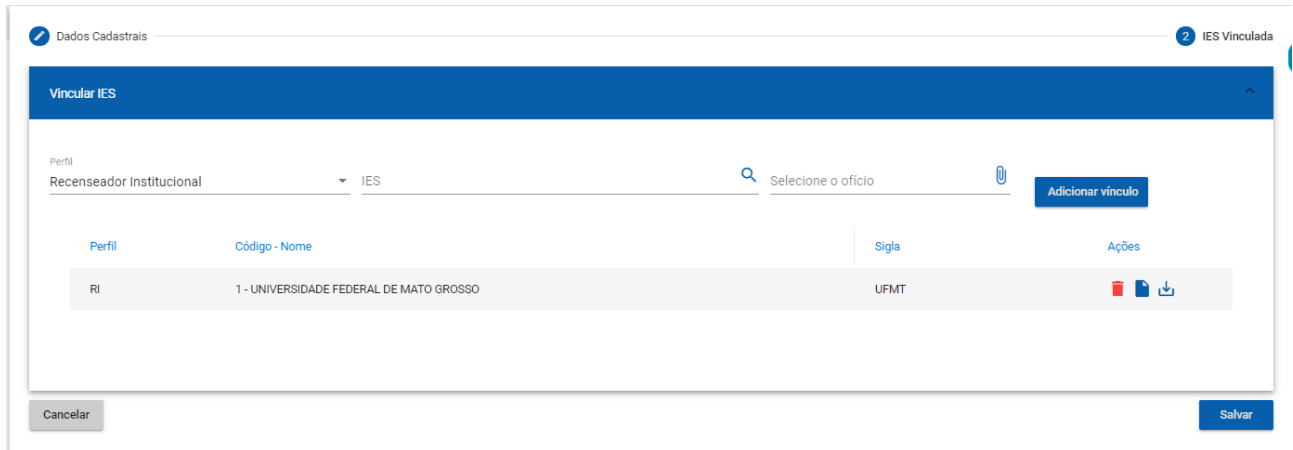 Dados Cadastrais
2 IES Vinculada
Vincular IES
Perfil
Recenseador Institucional IES Selecione o ofício Adicionar vínculo
Perfil Código - Nome Sigla Ações
RI 1 - UNIVERSIDADE FEDERAL DE MATO GROSSO UFMT
Cancelar Salvar